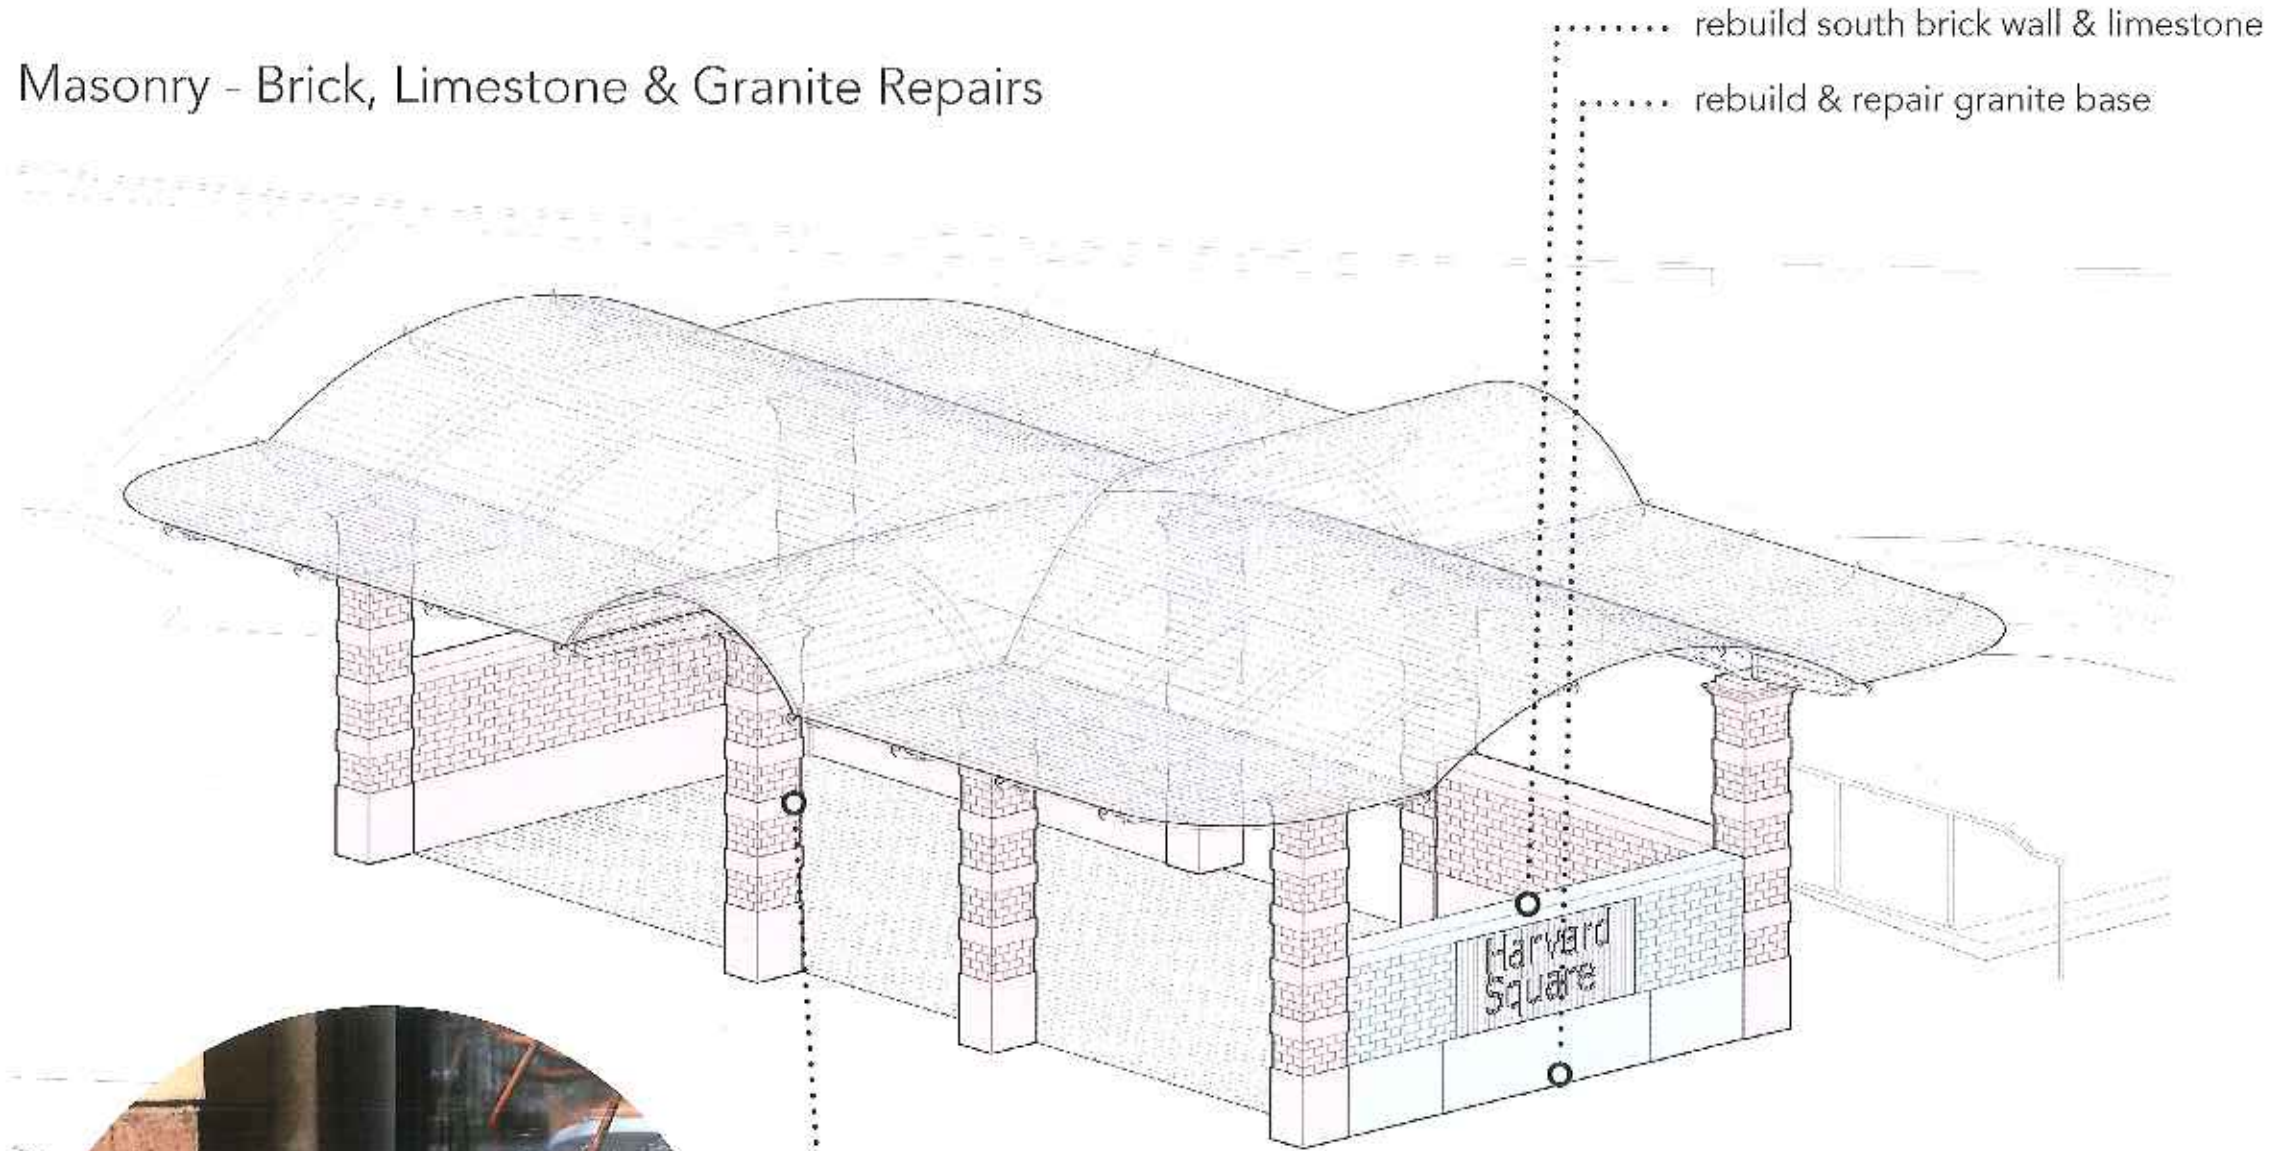 Masonry - Brick, Limestone & Granite Repairs
rebuild south brick wall & limestone
rebuild & repair granite base
Harvard
Square